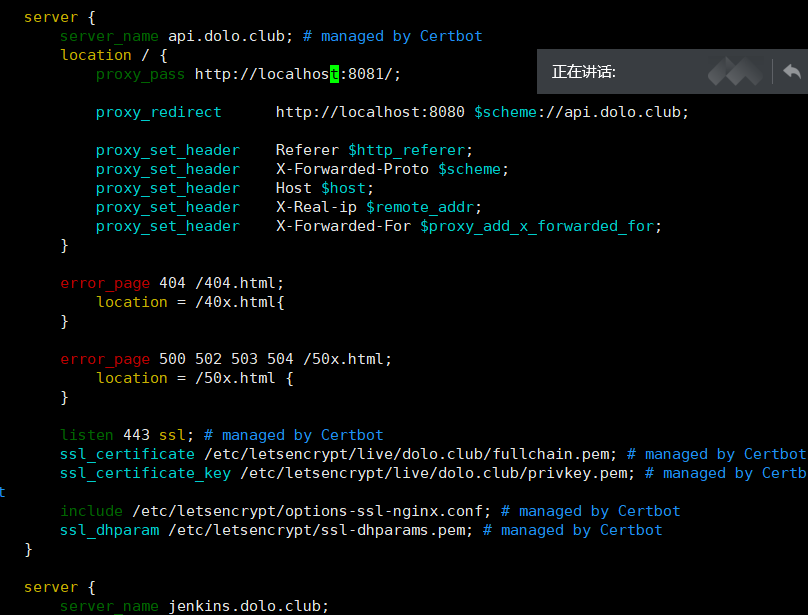 server {
server_name api.dolo.club; # managed by Certbot
location / {
proxy_pass http://localhost:8081/;
正在讲话:
proxy_redirect http://localhost:8080 $scheme://api.dolo.club;
proxy_set_header Referer $http_referer;
proxy_set_header X-Forwarded-Proto $scheme;
proxy_set_header Host $host;
proxy_set_header X-Real-ip $remote_addr;
proxy_set_header X-Forwarded-For $proxy_add_x_forwarded_for;
}
error_page 404 /404.html;
location = /40x.html{
}
error_page 500 502 503 504 /50x.html;
location = /50x.html {
}
listen 443 ssl; # managed by Certbot
ssl_certificate /etc/letsencrypt/live/dolo.club/fullchain.pem; # managed by Certbot
ssl_certificate_key /etc/letsencrypt/live/dolo.club/privkey.pem; # managed by Certb
t
include /etc/letsencrypt/options-ssl-nginx.conf; # managed by Certbot
ssl_dhparam /etc/letsencrypt/ssl-dhparams.pem; # managed by Certbot
}
server {
server_name jenkins.dolo.club;